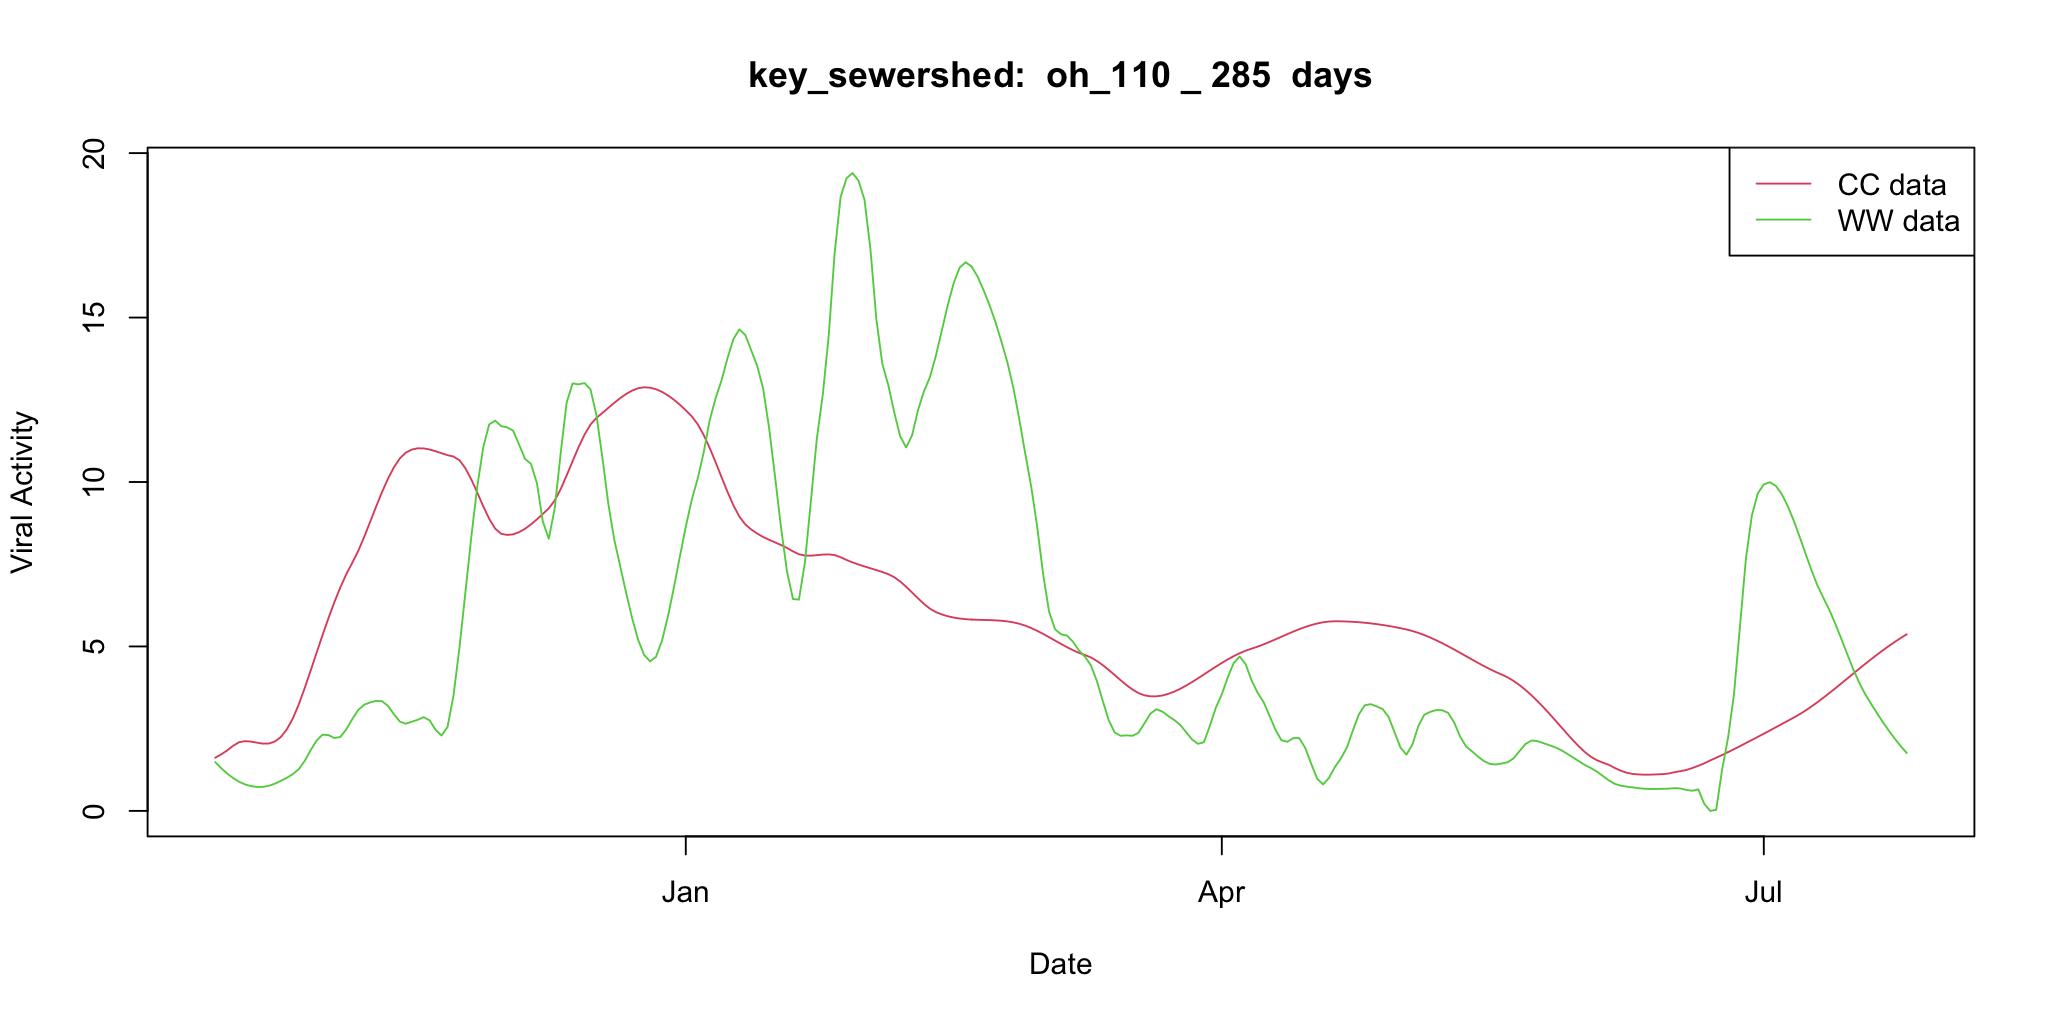 key_sewershed:  oh_110 _ 285  days
20
15
10
5
0
Viral Activity
CC data
WW data
Jan
Apr
Jul
Date